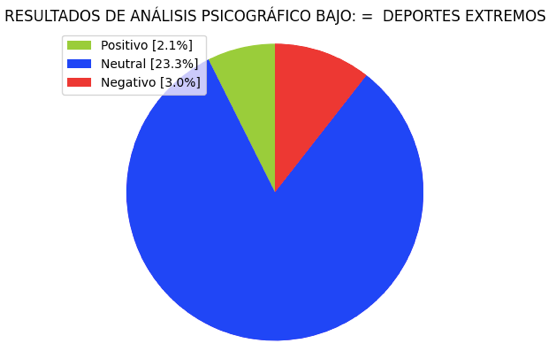 RESULTADOS DE ANÁLISIS PSICOGRÁFICO BAJO: = DEPORTES EXTREMOS
Positivo [2.1%]
Neutral [23.3%]
Negativo [3.0%]